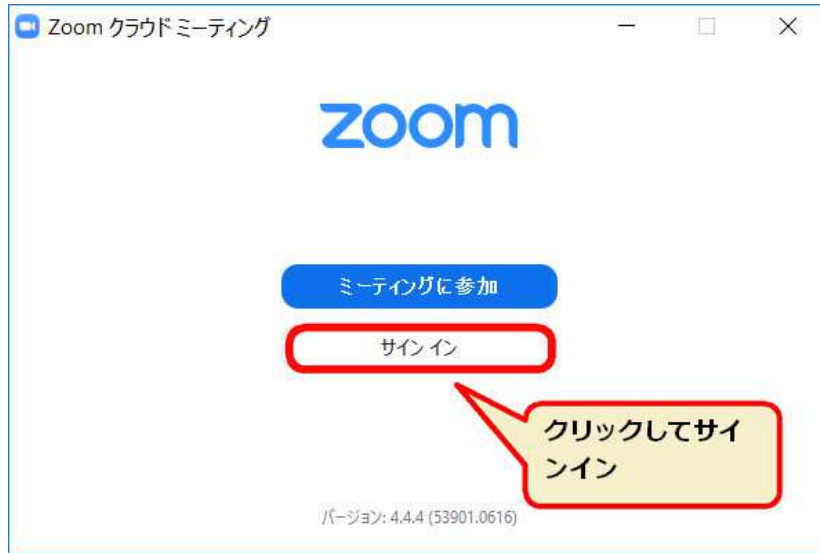 Zoom クラウド ミーティング
zoom
ミーティングに参加
サイン イン
クリックしてサイ
ンイン
バージョン: 4.4.4 (53901.0616)